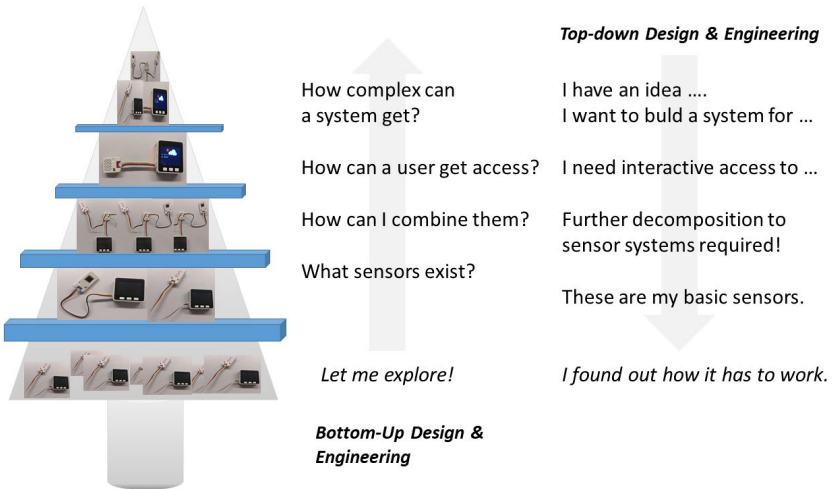 Top-down Design & Engineering
How complex can
a system get?
How can a user get access?
How can I combine them?
What sensors exist?
Let me explore!
Bottom-Up Design &
Engineering
I have an idea ....
I want to buld a system for ...
I need interactive access to ...
Further decomposition to
sensor systems required!
These are my basic sensors.
I found out how it has to work.